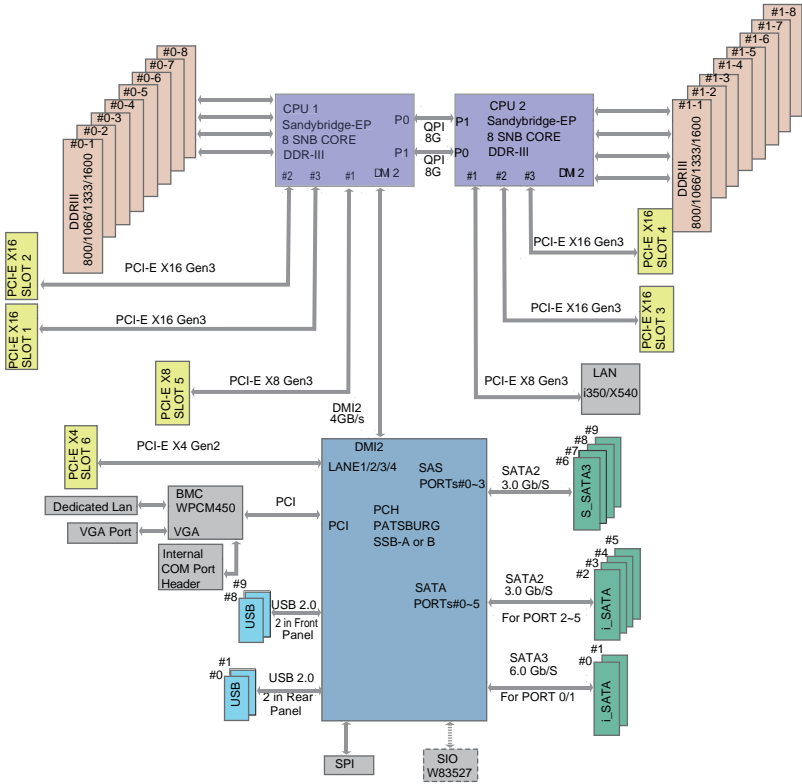 #0-8
#0-7
#0-6
#0-5
#0-4
#0-3
#0-2
#0-1
DDRIII
800/1066/1333/1600
#1-8
#1-7
#1-6
#1-5
#1-4
#1-3
#1-2
#1-1
DDRIII
800/1066/1333/1600
CPU 1
Sandybridge-EP
8 SNB CORE
DDR-III
P0
P1
#2 #3 #1 DMI2
QPI
8G
QPI
8G
CPU 2
Sandybridge-EP
8 SNB CORE
DDR-III
P1
P0
#1 #2 #3 DMI2
PCI-E X16
SLOT 2
PCI-E X16 Gen3
PCI-E X16
SLOT 1
PCI-E X16 Gen3
PCI-E X8
SLOT 5
PCI-E X8 Gen3
PCI-E X16 Gen3
PCI-E X16
SLOT 4
PCI-E X16 Gen3
PCI-E X16
SLOT 3
PCI-E X8 Gen3
LAN
i350/X540
DMI2
4GB/s
PCI-E X4
SLOT 6
PCI-E X4 Gen2
DMI2
LANE1/2/3/4
SAS
PORTs#0~3
PCI
PCH
PATSBURG
SSB-A or B
SATA
PORTs#0~5
Dedicated Lan
VGA Port
BMC
WPCM450
VGA
PCI
Internal
COM Port
Header
#9
#8
USB
USB 2.0
2 in Front
Panel
#1
#0
USB
USB 2.0
2 in Rear
Panel
SATA2
3.0 Gb/S
#9
#8
#7
#6
S_SATA3
SATA2
3.0 Gb/S
For PORT 2~5
#5
#4
#3
#2
i_SATA
SATA3
6.0 Gb/S
For PORT 0/1
#1
#0
i_SATA
SPI
SIO
W83527